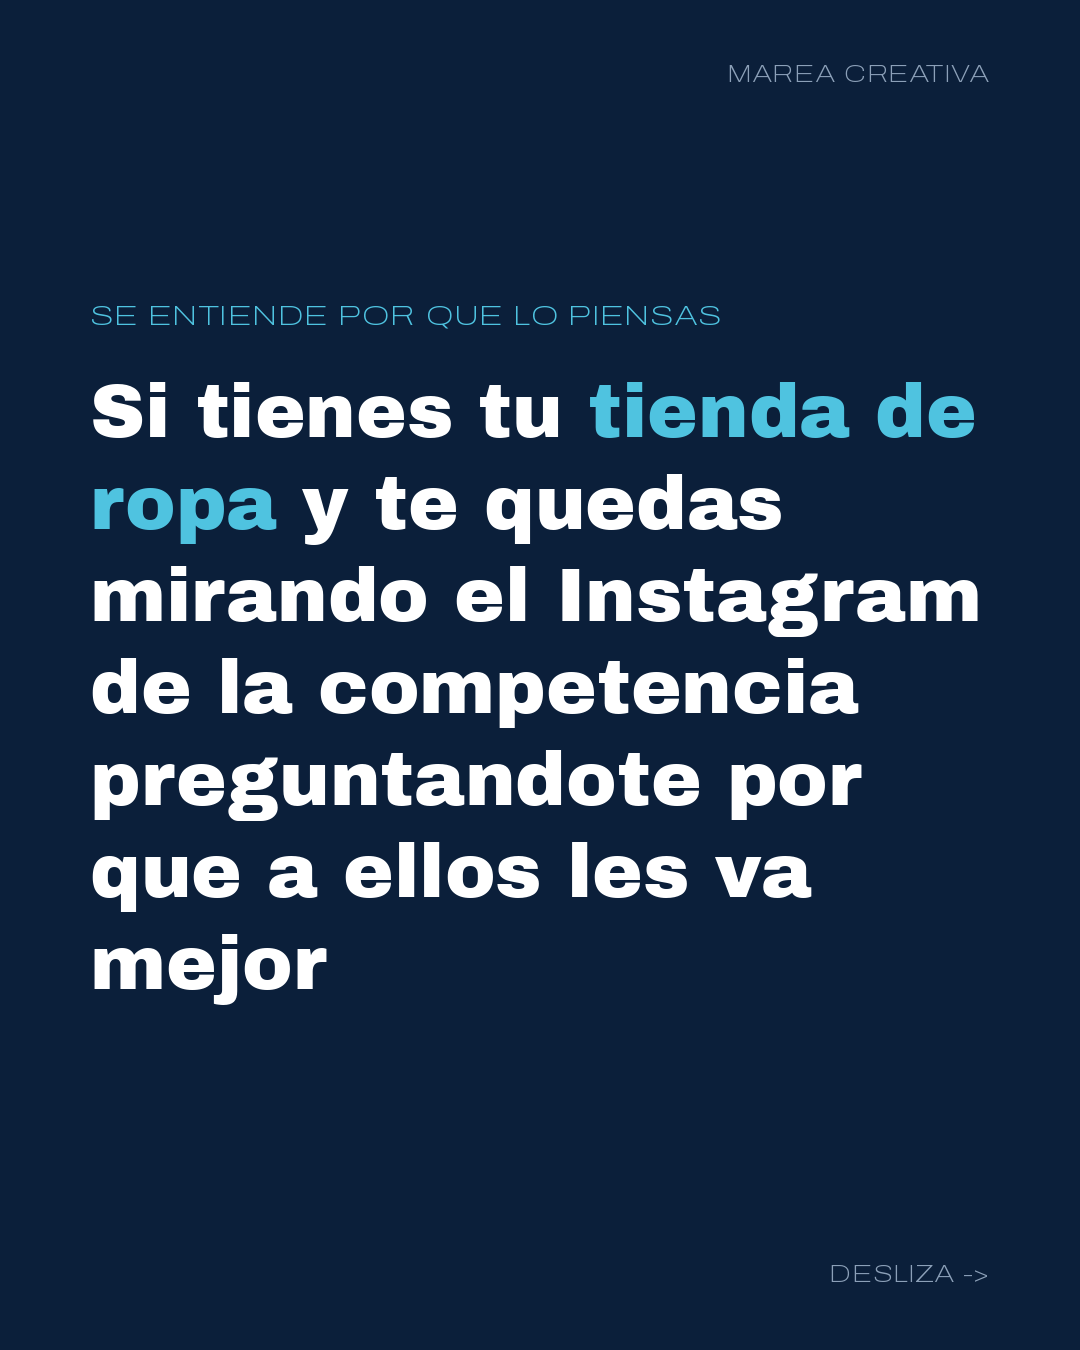 MAREA CREATIVA
SE ENTIENDE POR QUE LO PIENSAS
Si tienes tu tienda de
ropa y te quedas
mirando el Instagram
de la competencia
preguntandote por
que a ellos les va
mejor
DESLIZA ->